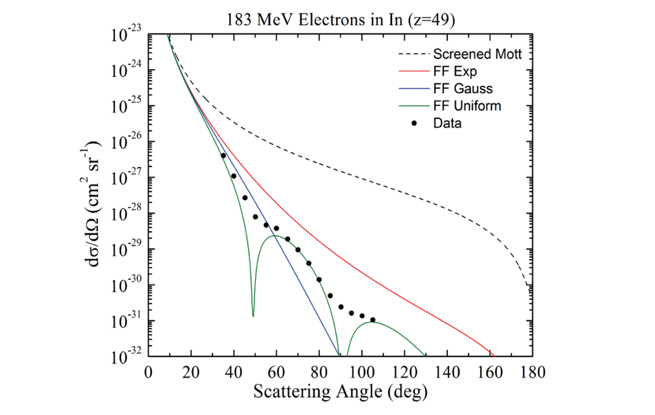 183 MeV Electrons in In (z=49)
10⁻²³
10⁻²⁴
10⁻²⁵
10⁻²⁶
10⁻²⁷
10⁻²⁸
10⁻²⁹
10⁻³⁰
10⁻³¹
10⁻³²
dσ/dΩ (cm² sr⁻¹)
Screened Mott
FF Exp
FF Gauss
FF Uniform
Data
0 20 40 60 80 100 120 140 160 180
Scattering Angle (deg)